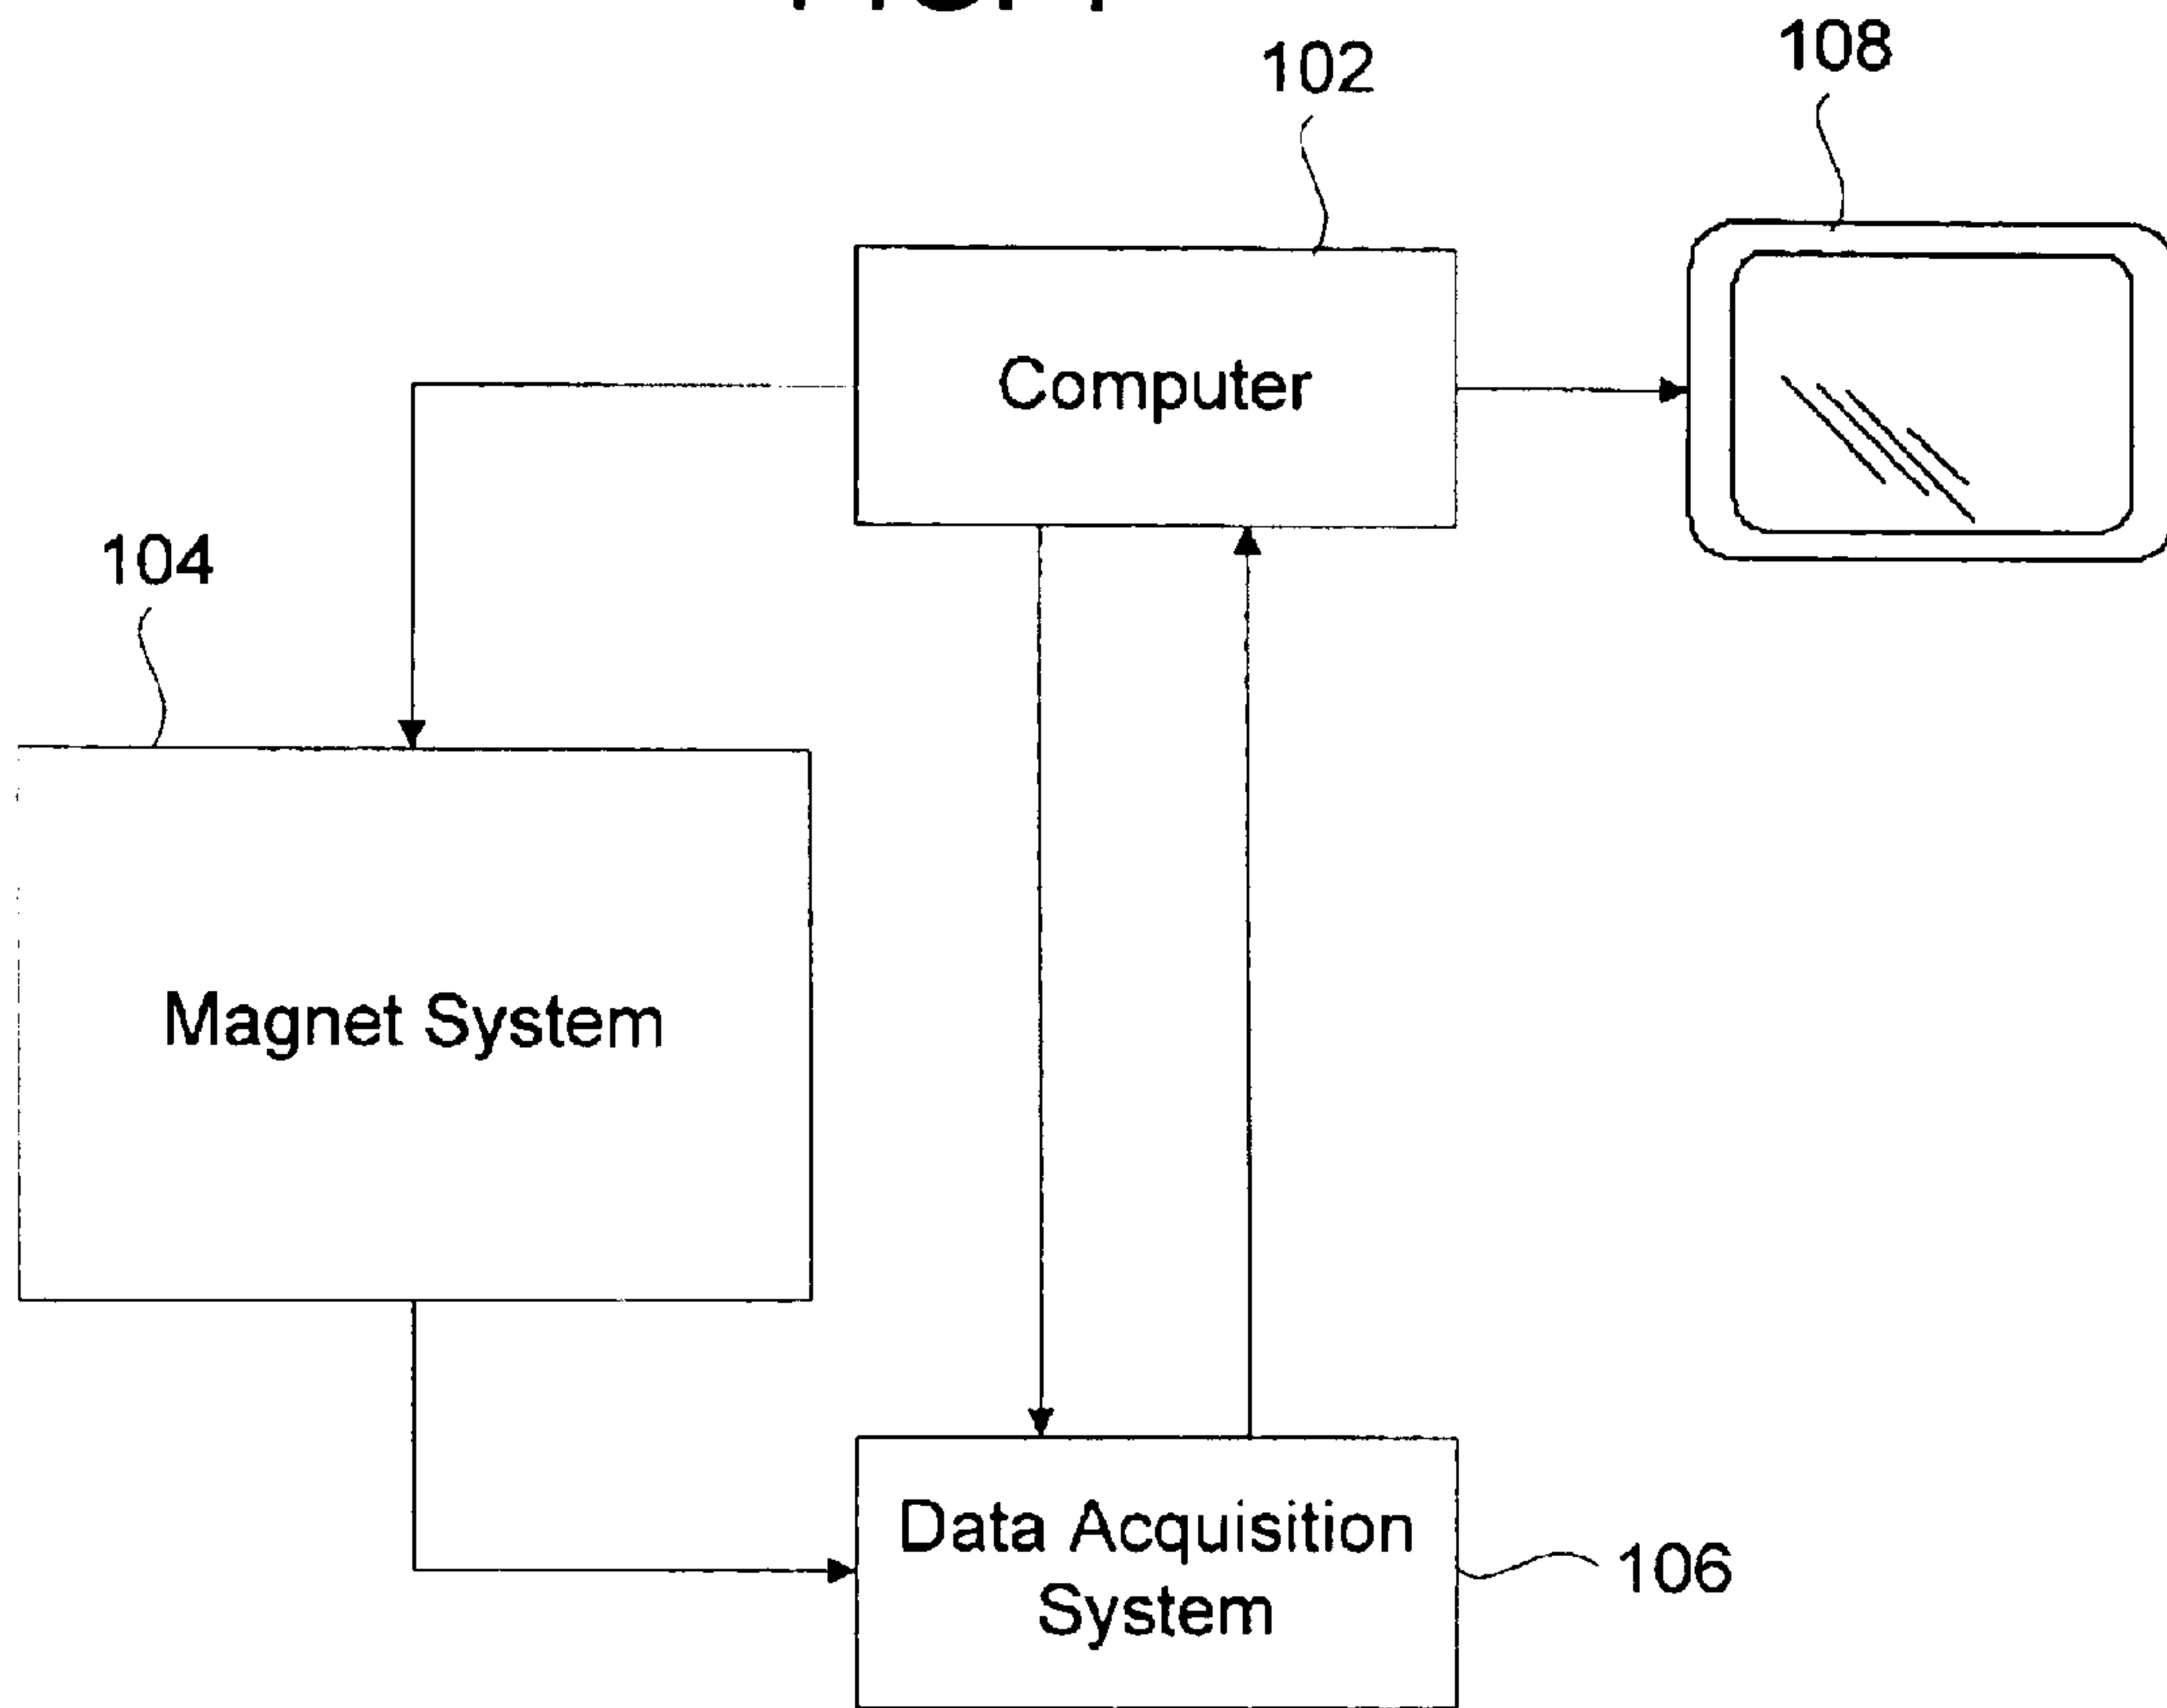 102
108
Computer
104
Magnet System
Data Acquisition
System
106